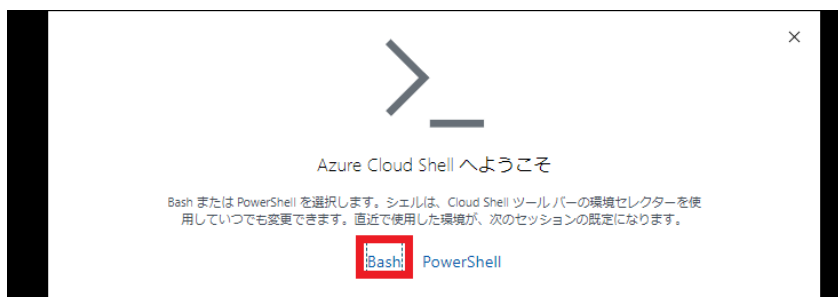 Azure Cloud Shell へようこそ
Bash または PowerShell を選択します。シェルは、Cloud Shell ツール バーの環境セレクターを使
用していつでも変更できます。直近で使用した環境が、次のセッションの既定になります。
Bash PowerShell